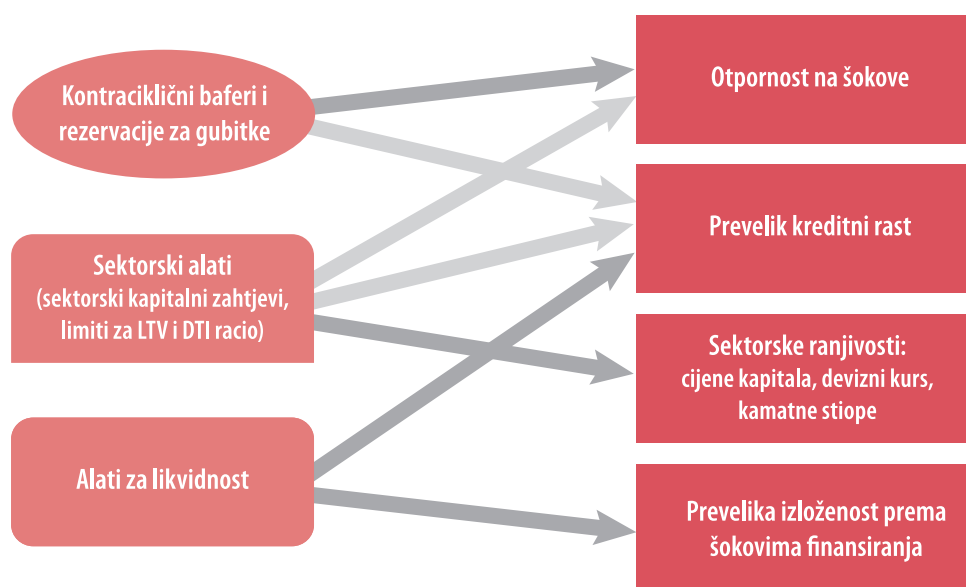 Kontraciklični baferi i
rezervacije za gubitke
Sektorski alati
(sektorski kapitalni zahtjevi,
limiti za LTV i DTI racio)
Alati za likvidnost
Otpornost na šokove
Prevelik kreditni rast
Sektorske ranjivosti:
cijene kapitala, devizni kurs,
kamatne stiope
Prevelika izloženost prema
šokovima finansiranja